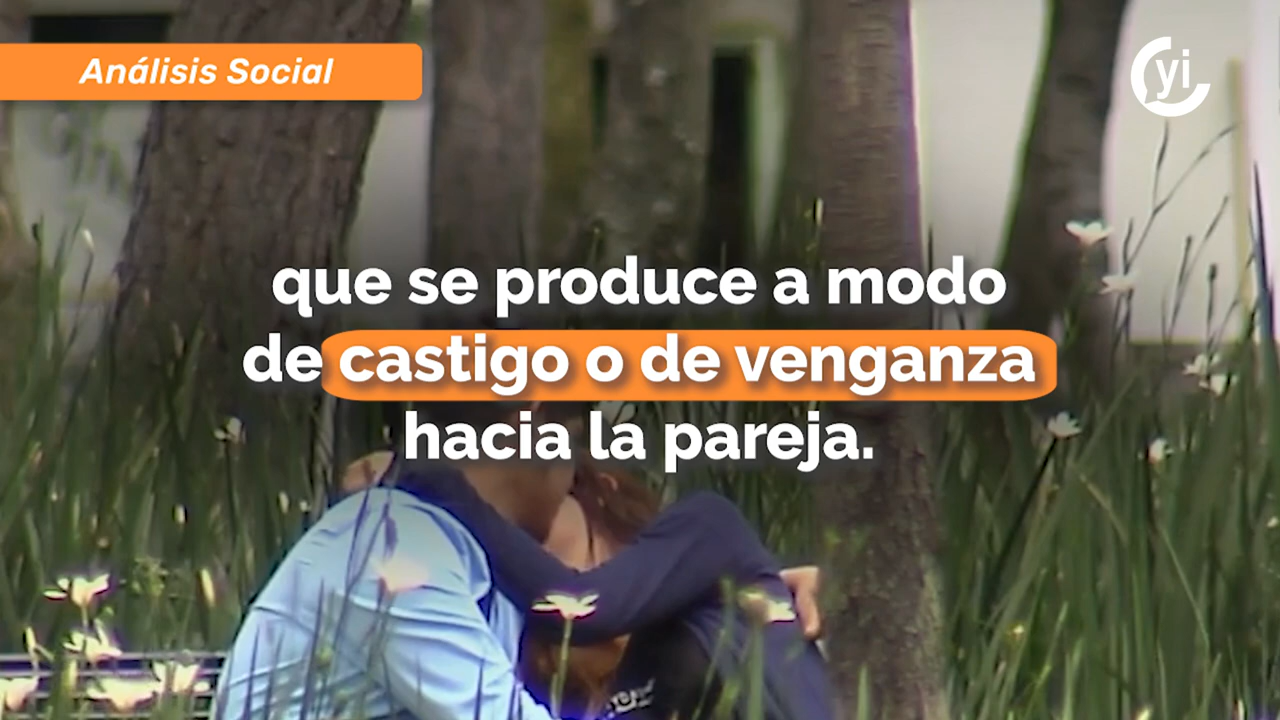 Análisis Social
yi
que se produce a modo
de castigo o de venganza
hacia la pareja.